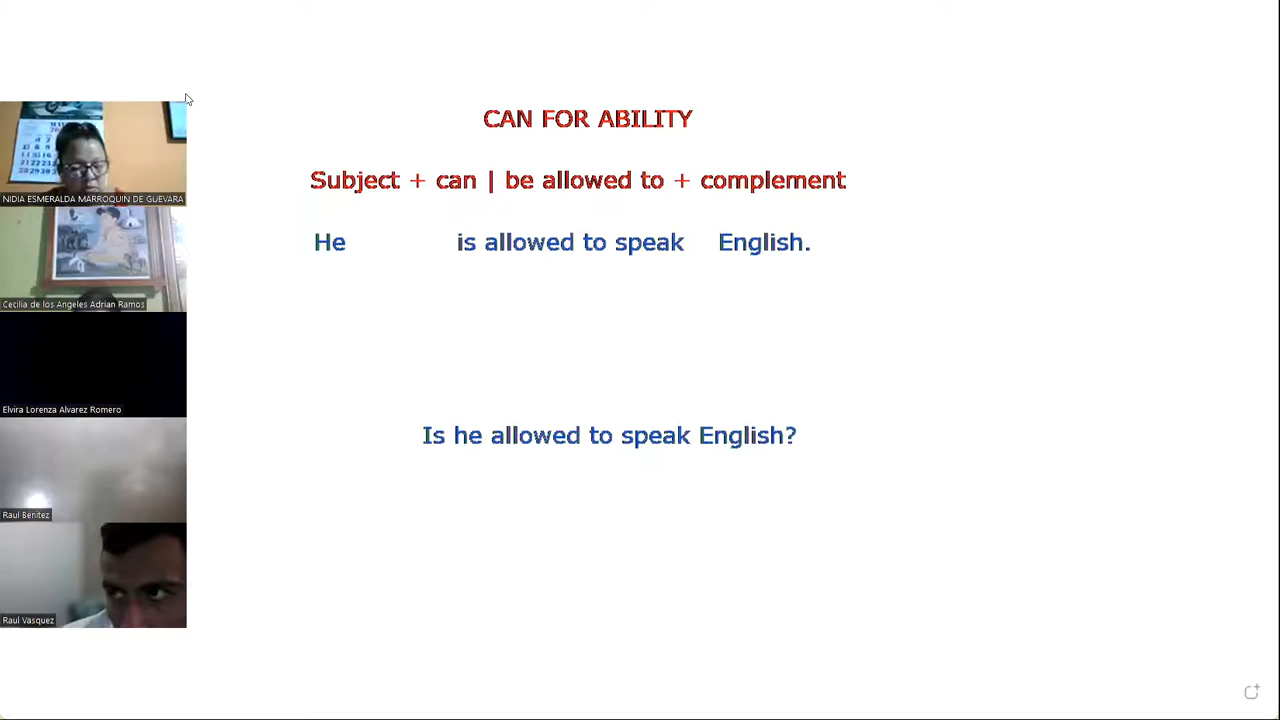 CAN FOR ABILITY
Subject + can | be allowed to + complement
He is allowed to speak English.
Is he allowed to speak English?
NIDIA ESMERALDA MARROQUIN DE GUEVARA
Cecilia de los Angeles Adrian Ramos
Elvira Lorenza Alvarez Romero
Raul Benitez
Raul Vasquez